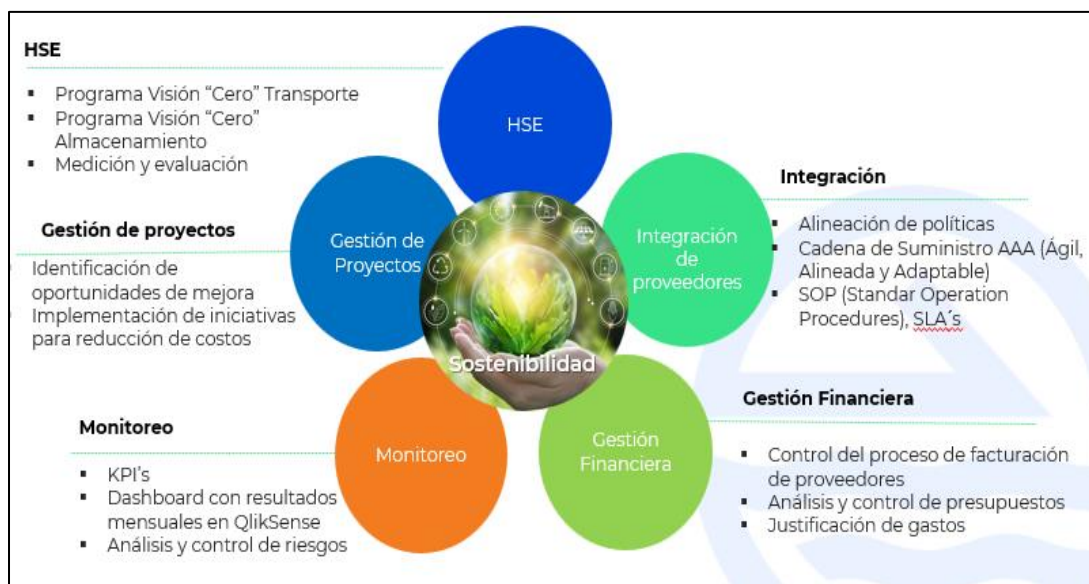 HSE
Programa Visión “Cero” Transporte
Programa Visión “Cero”
Almacenamiento
Medición y evaluación
Gestión de proyectos
Identificación de
oportunidades de mejora
Implementación de iniciativas
para reducción de costos
Monitoreo
KPI’s
Dashboard con resultados
mensuales en QlikSense
Análisis y control de riesgos
HSE
Gestión de
Proyectos
Integración
de
proveedores
Sostenibilidad
Monitoreo
Gestión
Financiera
Integración
Alineación de políticas
Cadena de Suministro AAA (Ágil,
Alineada y Adaptable)
SOP (Standar Operation
Procedures), SLA´s
Gestión Financiera
Control del proceso de facturación
de proveedores
Análisis y control de presupuestos
Justificación de gastos